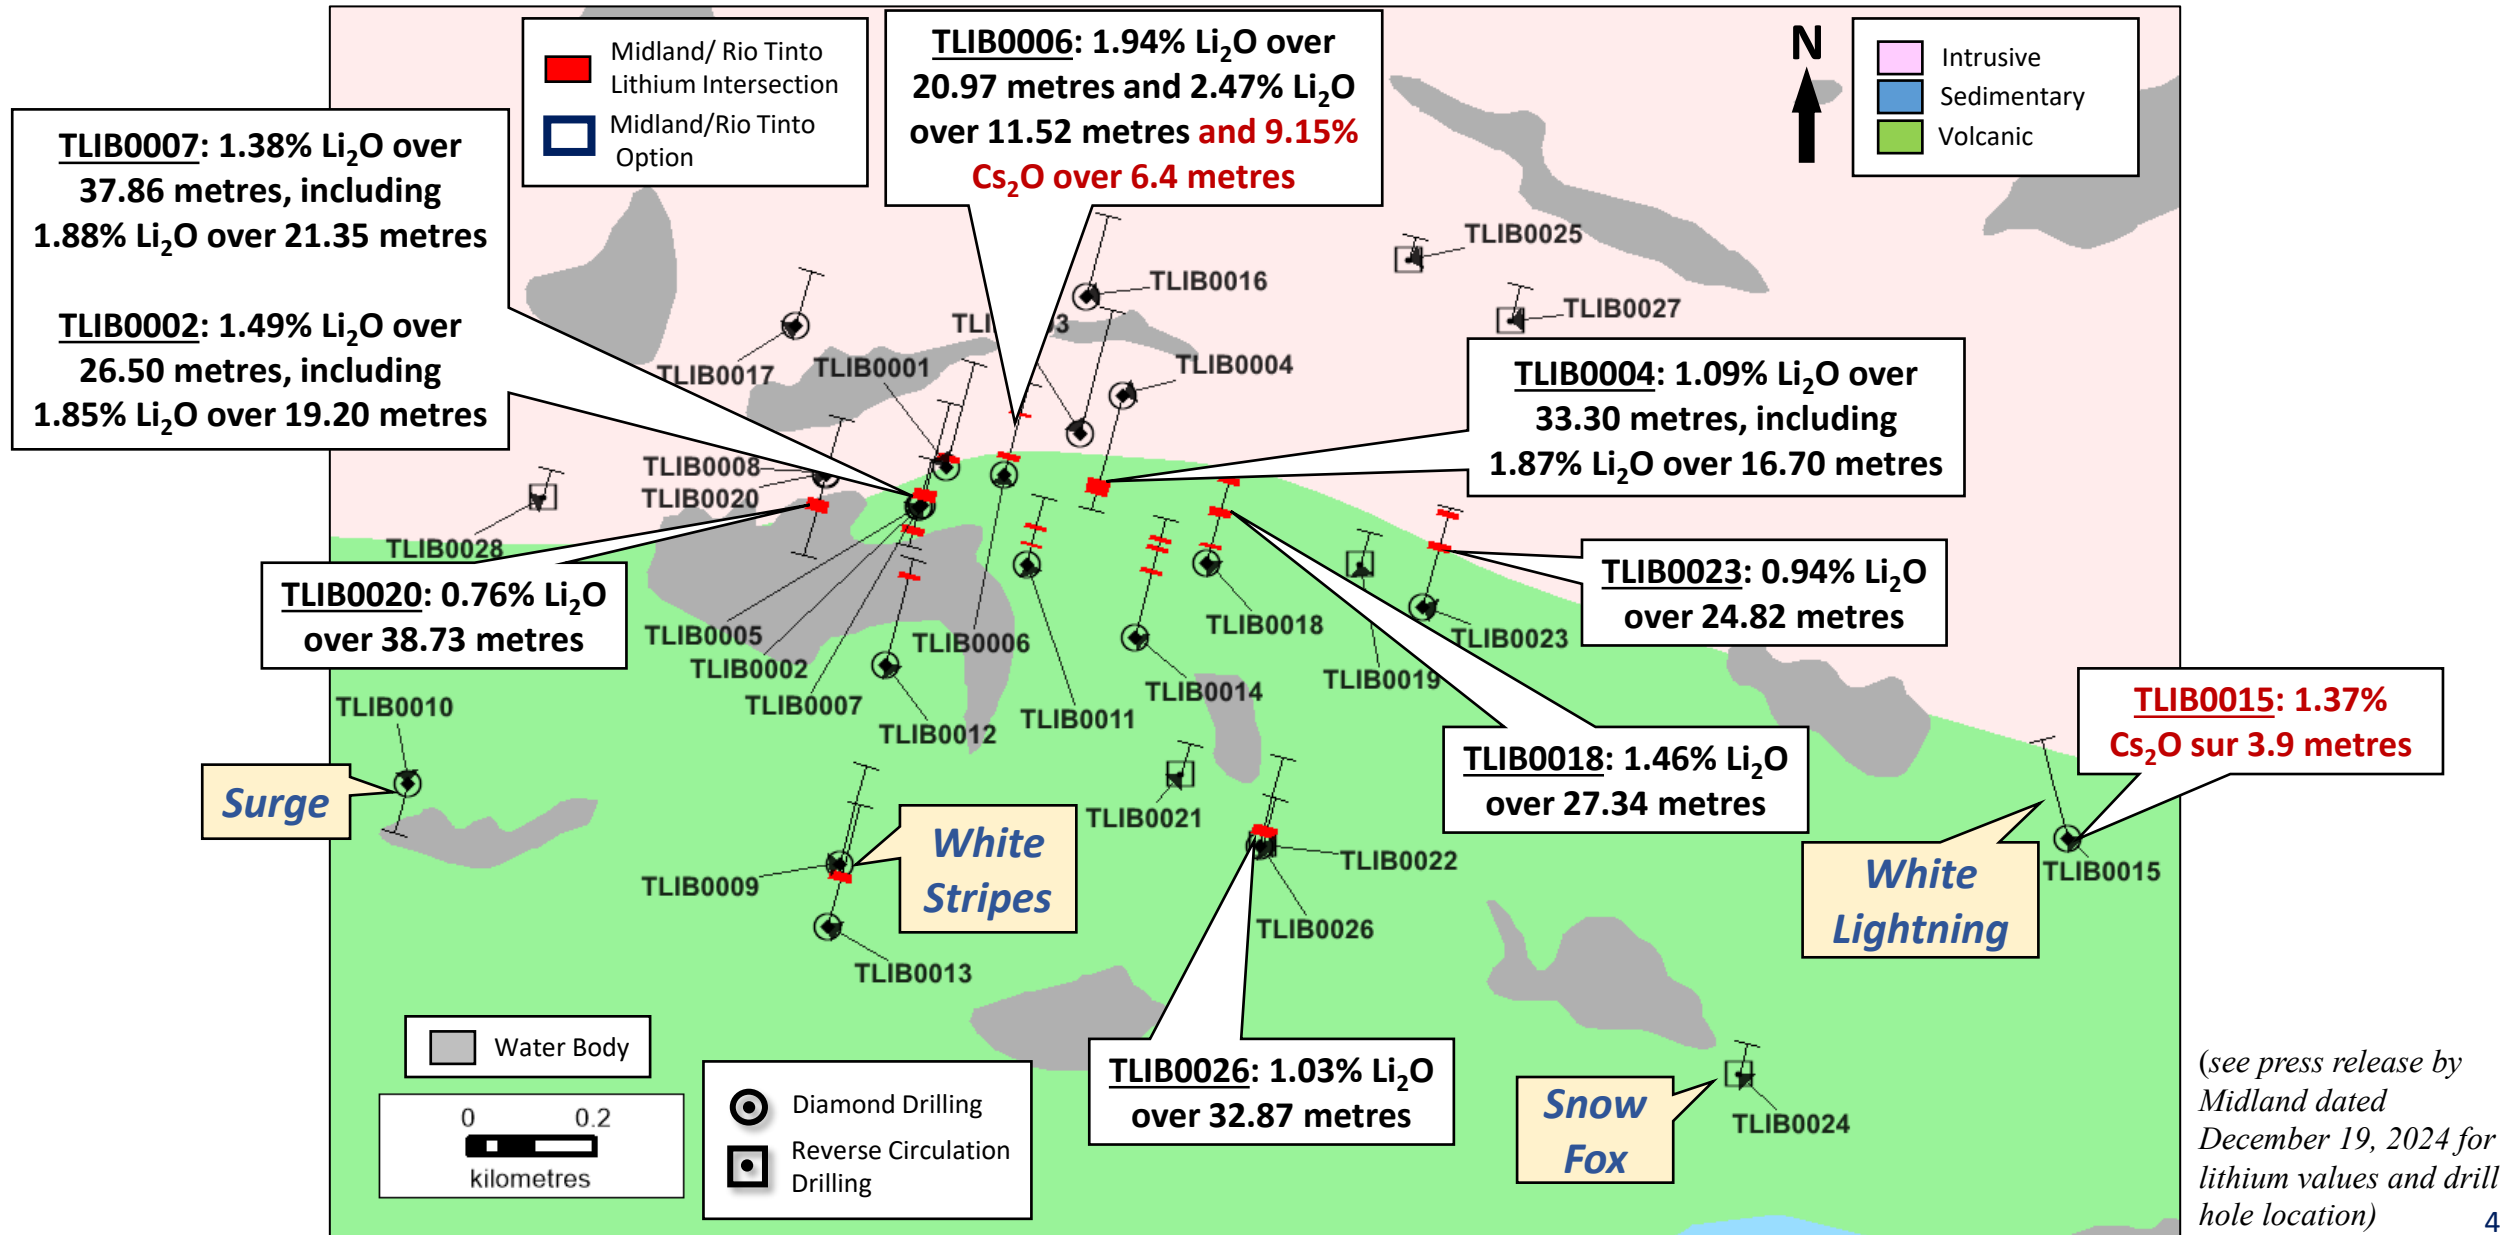 Midland/ Rio Tinto
Lithium Intersection
Midland/Rio Tinto
Option
TLIB0006: 1.94% Li₂O over
20.97 metres and 2.47% Li₂O
over 11.52 metres and 9.15%
Cs₂O over 6.4 metres
N
Intrusive
Sedimentary
Volcanic
TLIB0007: 1.38% Li₂O over
37.86 metres, including
1.88% Li₂O over 21.35 metres
TLIB0002: 1.49% Li₂O over
26.50 metres, including
1.85% Li₂O over 19.20 metres
TLIB0025
TLIB0016
TLIB0027
TLIB0017
TLIB0001
TLIB0004
TLIB0004: 1.09% Li₂O over
33.30 metres, including
1.87% Li₂O over 16.70 metres
TLIB0008
TLIB0020
TLIB0028
TLIB0020: 0.76% Li₂O
over 38.73 metres
TLIB0023: 0.94% Li₂O
over 24.82 metres
TLIB0005
TLIB0002
TLIB0007
TLIB0006
TLIB0012
TLIB0011
TLIB0014
TLIB0018
TLIB0019
TLIB0023
TLIB0010
Surge
TLIB0015: 1.37%
Cs₂O sur 3.9 metres
TLIB0018: 1.46% Li₂O
over 27.34 metres
TLIB0021
White
Stripes
TLIB0009
TLIB0013
TLIB0022
TLIB0026
White
Lightning
TLIB0015
Water Body
0 0.2
kilometres
Diamond Drilling
Reverse Circulation
Drilling
TLIB0026: 1.03% Li₂O
over 32.87 metres
Snow
Fox
TLIB0024
(see press release by
Midland dated
December 19, 2024 for
lithium values and drill
hole location)
4